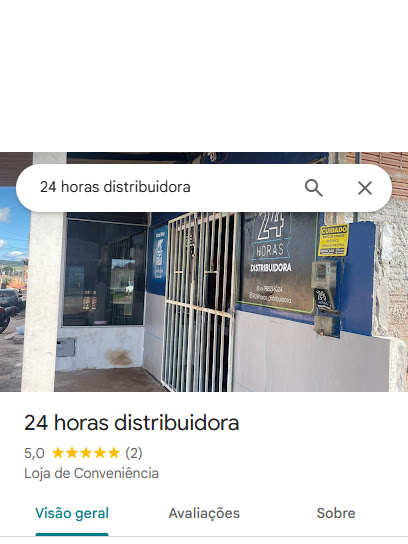 24 horas distribuidora
24
HORAS
DISTRIBUIDORA
CUIDADO
24 horas distribuidora
5,0 ★★★★★ (2)
Loja de Conveniência
Visão geral
Avaliações
Sobre